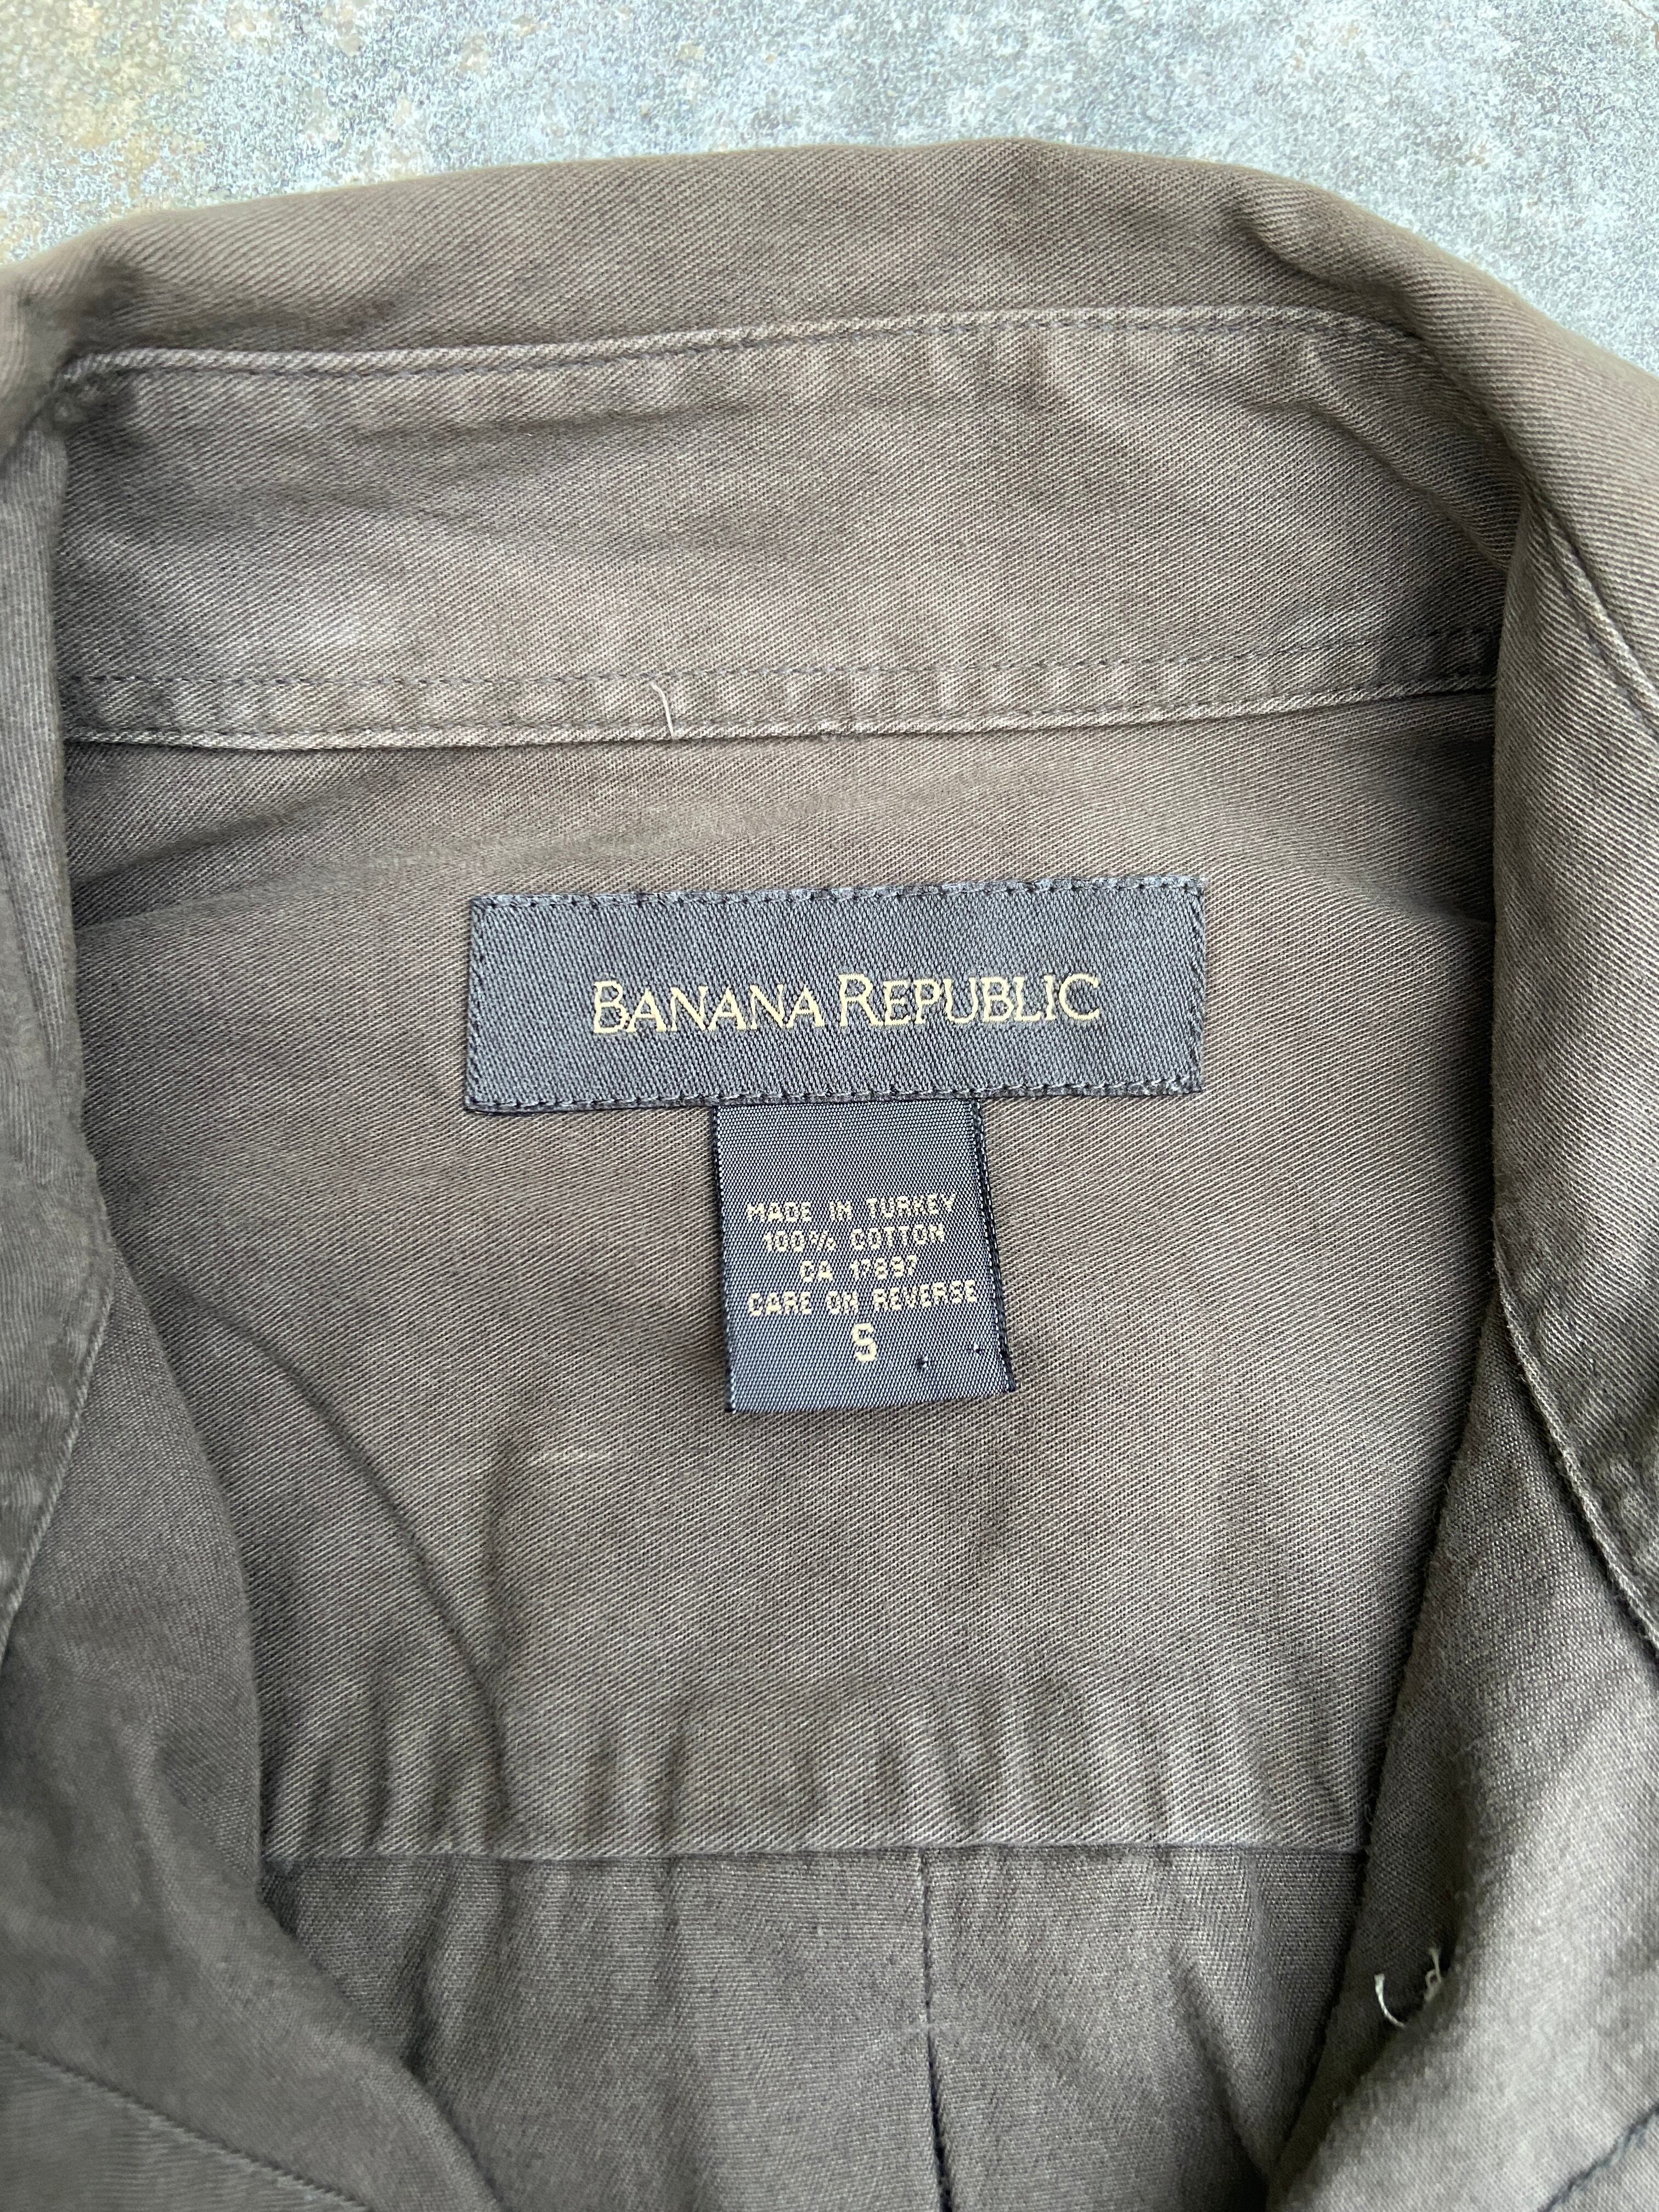 BANANA REPUBLIC
MADE IN TURKEY
100% COTTON
CA 17897
CARE ON REVERSE
S